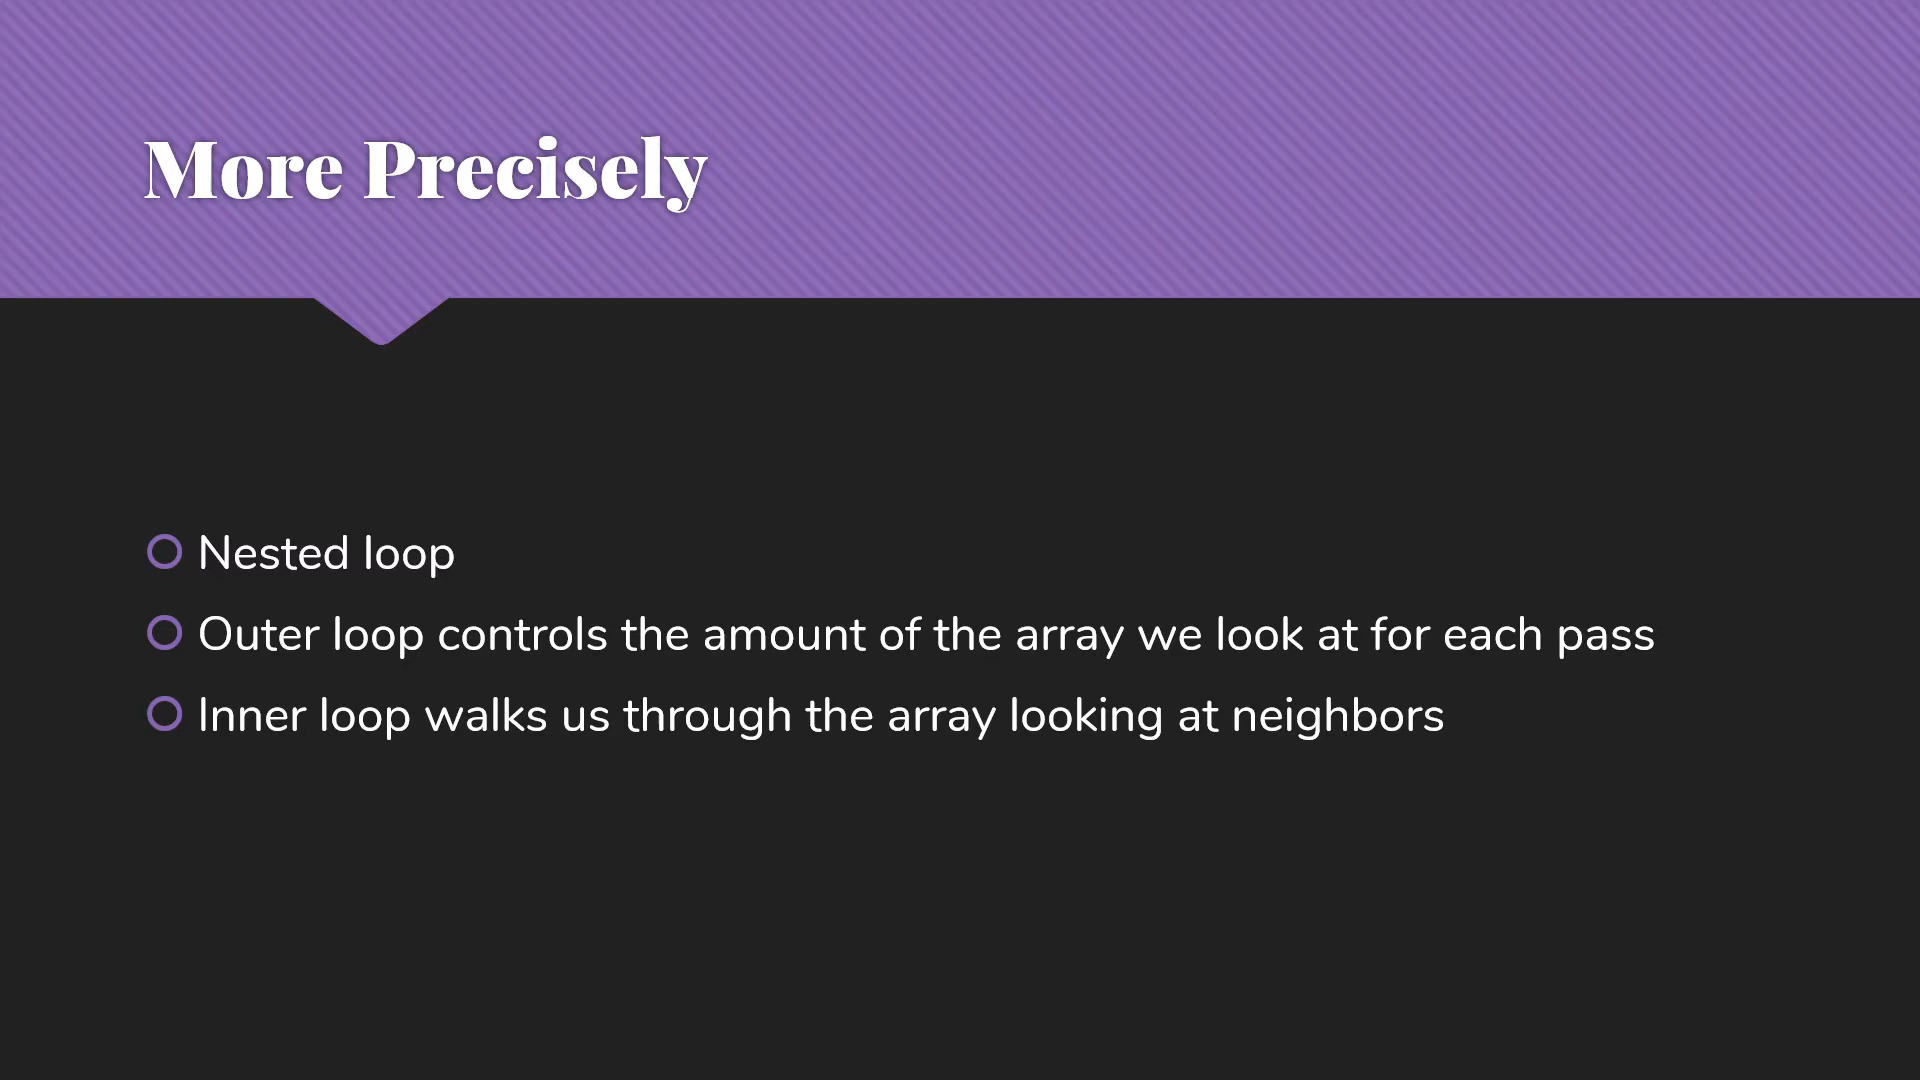 More Precisely
Nested loop
Outer loop controls the amount of the array we look at for each pass
Inner loop walks us through the array looking at neighbors